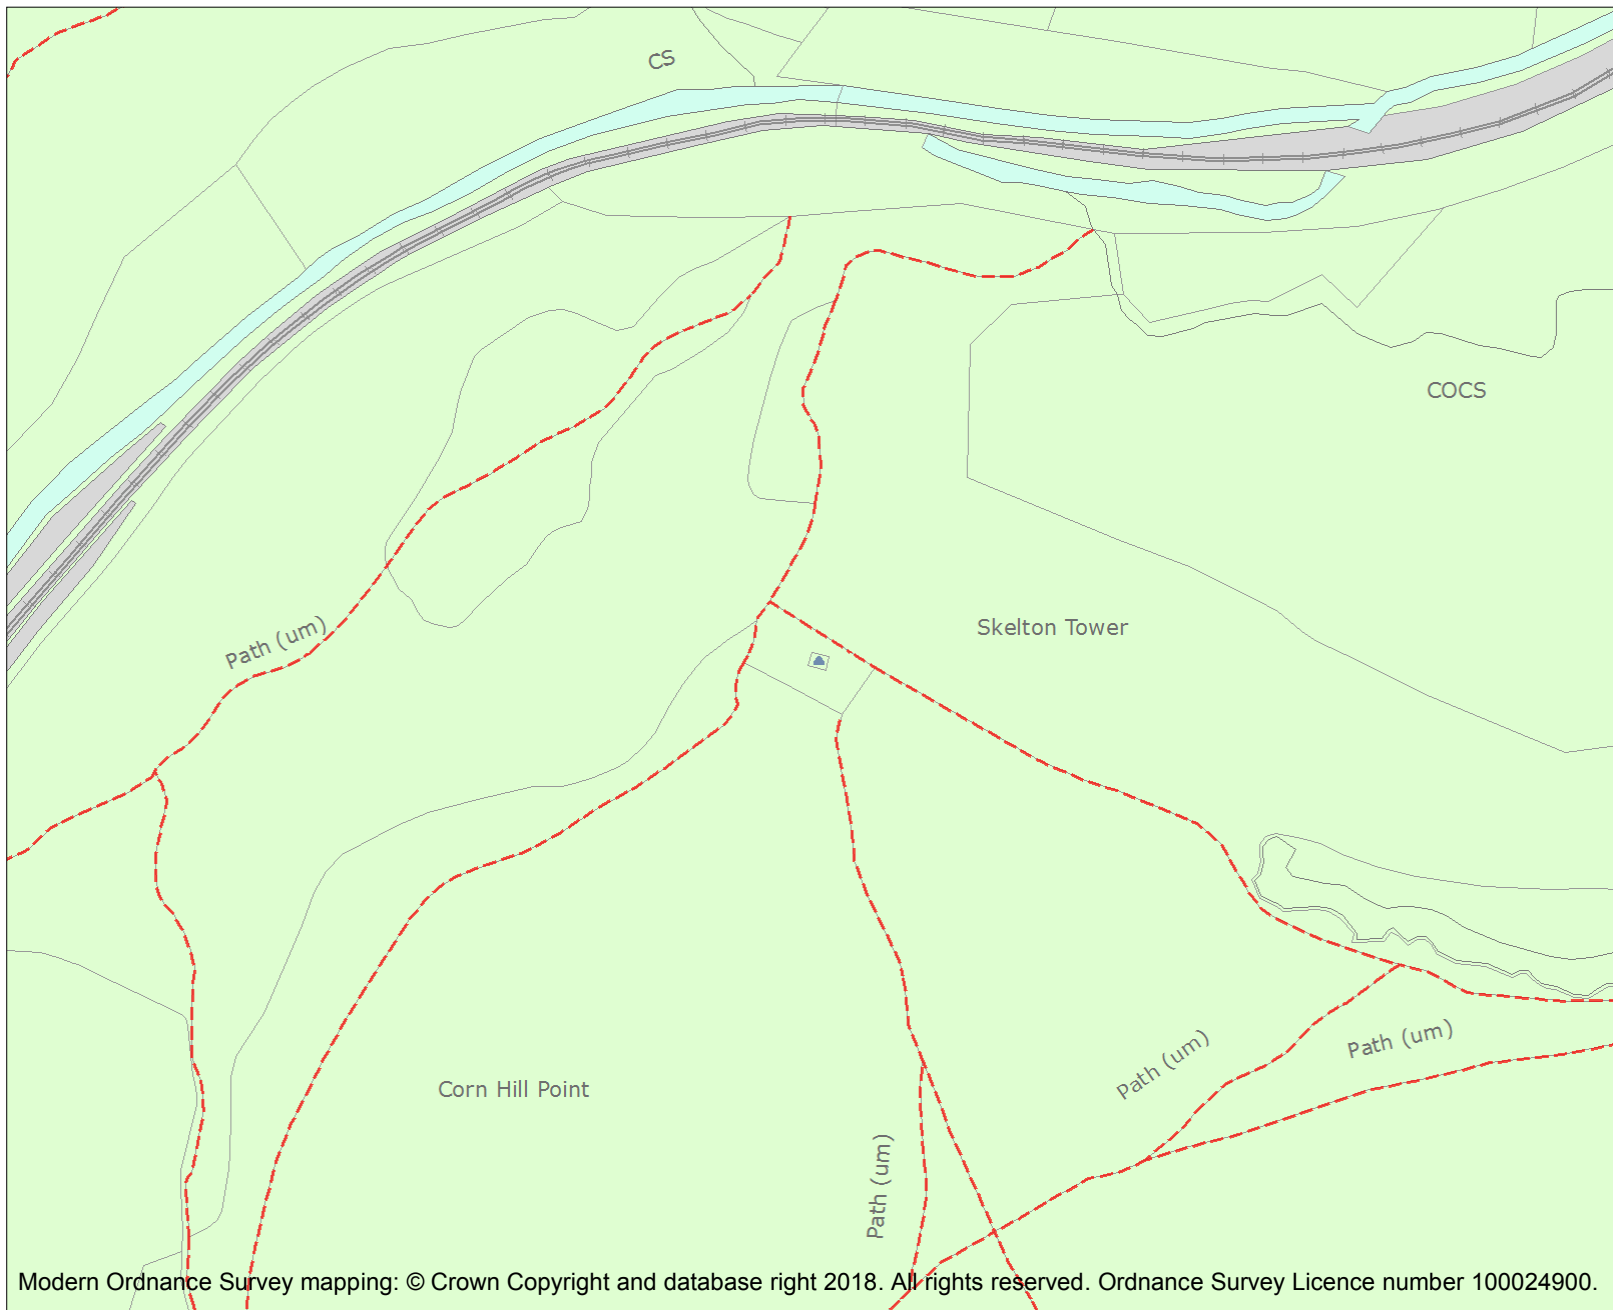 CS
COCS
Skelton Tower
Path (um)
Path (um)
Path (um)
Corn Hill Point
Path (um)
Modern Ordnance Survey mapping: © Crown Copyright and database right 2018. All rights reserved. Ordnance Survey Licence number 100024900.